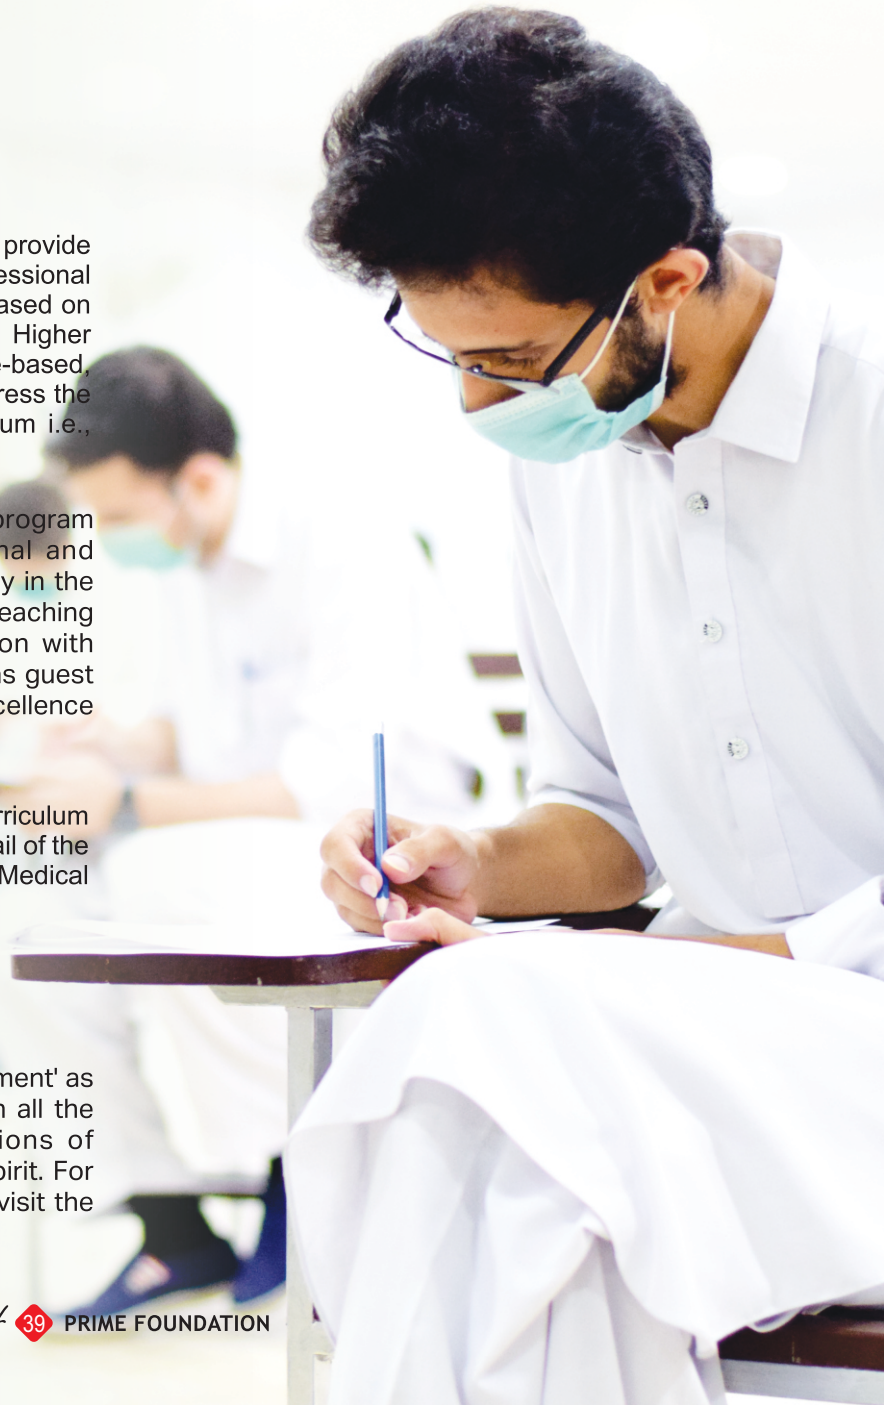 provide
essional
ased on
Higher
-based,
ress the
um i.e.,
program
nal and
y in the
eaching
on with
as guest
cellence
rriculum
ail of the
Medical
ment' as
n all the
ions of
pirit. For
visit the
39 PRIME FOUNDATION